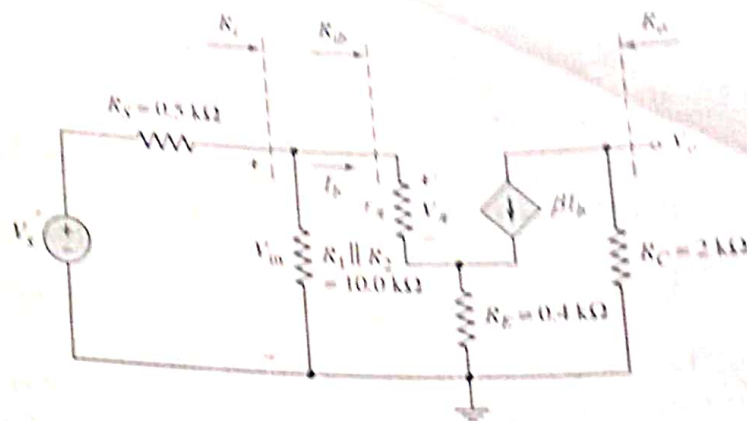 R_i
R_ib
R_o
R_S = 0.5 kΩ
I_b
V_o
V_s
V_in
R_1 || R_2
= 10.0 kΩ
r_π
V_π
βI_b
R_C = 2 kΩ
R_E = 0.4 kΩ